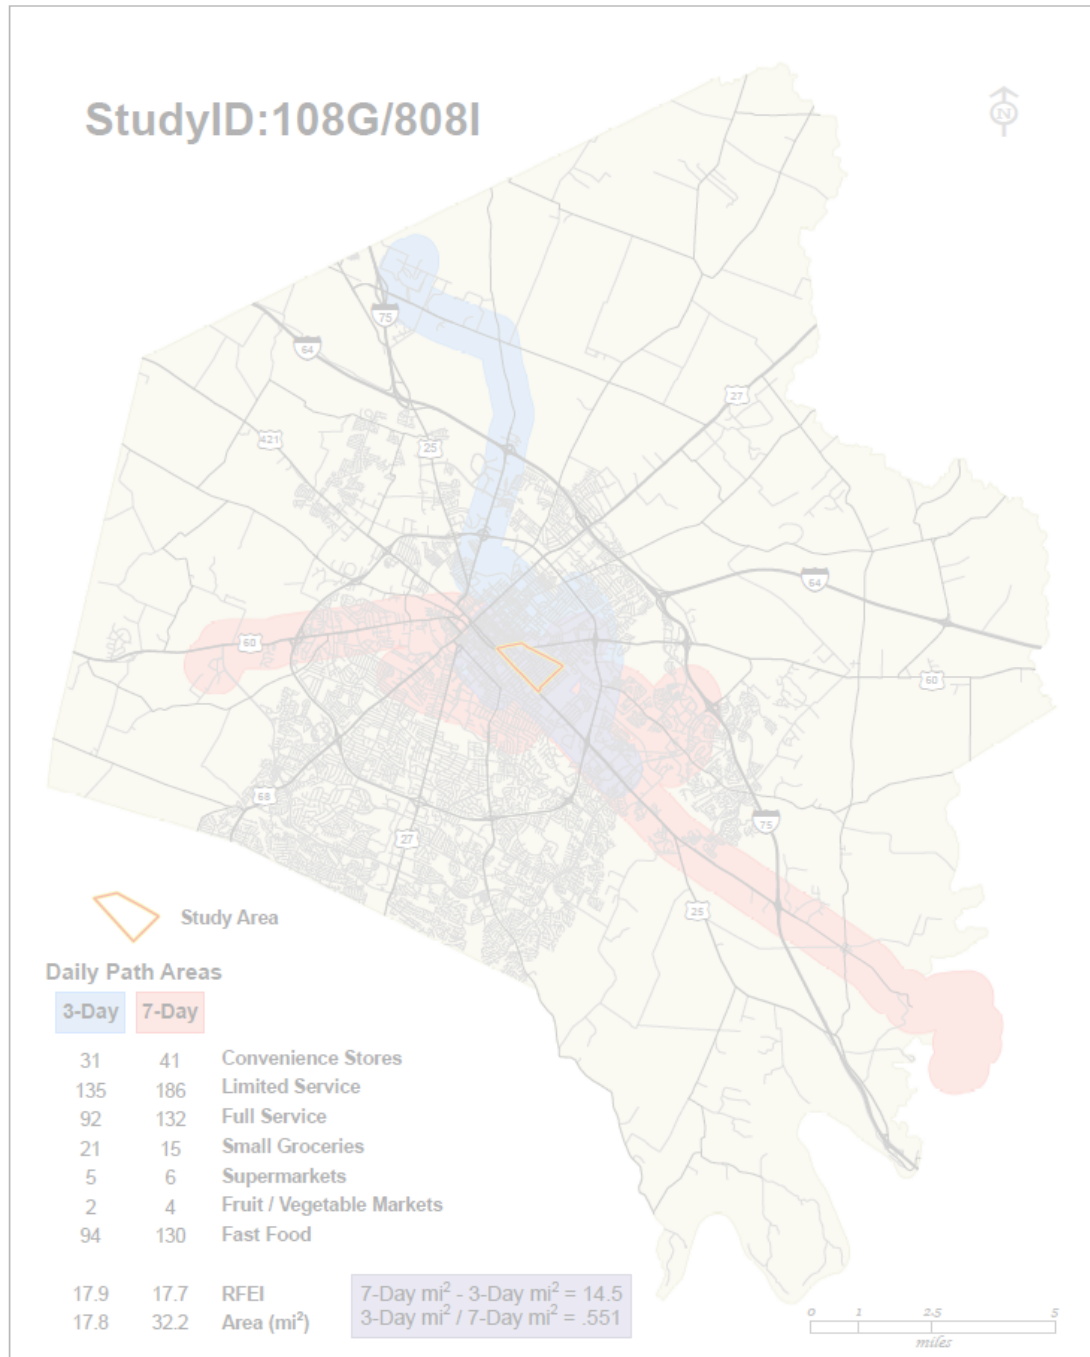 StudyID:108G/808I
N
75
64
27
421
25
64
60
60
68
27
75
25
Study Area
Daily Path Areas
3-Day 7-Day
31 41 Convenience Stores
135 186 Limited Service
92 132 Full Service
21 15 Small Groceries
5 6 Supermarkets
2 4 Fruit / Vegetable Markets
94 130 Fast Food
17.9 17.7 RFEI
17.8 32.2 Area (mi²)
7-Day mi² - 3-Day mi² = 14.5
3-Day mi² / 7-Day mi² = .551
0 1 2.5 5
miles